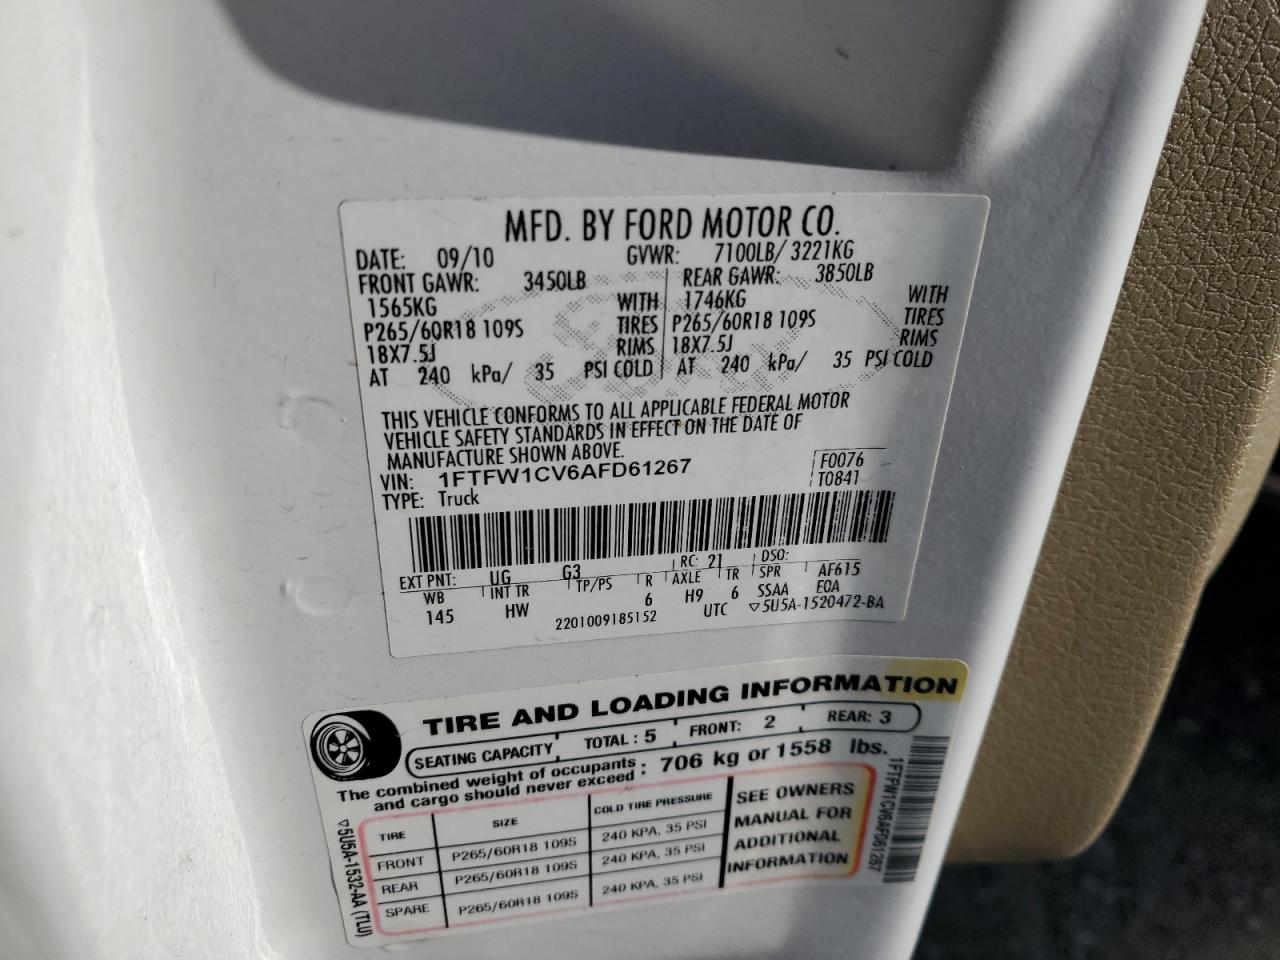 MFD. BY FORD MOTOR CO.
DATE: 09/10 GVWR: 7100LB/ 3221KG
FRONT GAWR: 3450LB REAR GAWR: 3850LB
1565KG WITH 1746KG WITH
P265/60R18 109S TIRES P265/60R18 109S TIRES
18X7.5J RIMS 18X7.5J RIMS
AT 240 kPa/ 35 PSI COLD AT 240 kPa/ 35 PSI COLD
THIS VEHICLE CONFORMS TO ALL APPLICABLE FEDERAL MOTOR
VEHICLE SAFETY STANDARDS IN EFFECT ON THE DATE OF
MANUFACTURE SHOWN ABOVE.
VIN: 1FTFW1CV6AFD61267 F0076
TYPE: Truck T0841
EXT PNT: UG G3 RC: 21 DSO:
WB INT TR TP/PS R AXLE TR SPR AF615
145 HW 6 H9 6 SSAA EQA
2201009185152 UTC ▽5U5A-1520472-BA
TIRE AND LOADING INFORMATION
SEATING CAPACITY TOTAL: 5 FRONT: 2 REAR: 3
The combined weight of occupants and cargo should never exceed: 706 kg or 1558 lbs.
TIRE SIZE COLD TIRE PRESSURE
FRONT P265/60R18 109S 240 KPA, 35 PSI
REAR P265/60R18 109S 240 KPA, 35 PSI
SPARE P265/60R18 109S 240 KPA, 35 PSI
SEE OWNERS
MANUAL FOR
ADDITIONAL
INFORMATION
▽5U5A-1532-AA (TLU)
1FTFW1CV6AFD61267